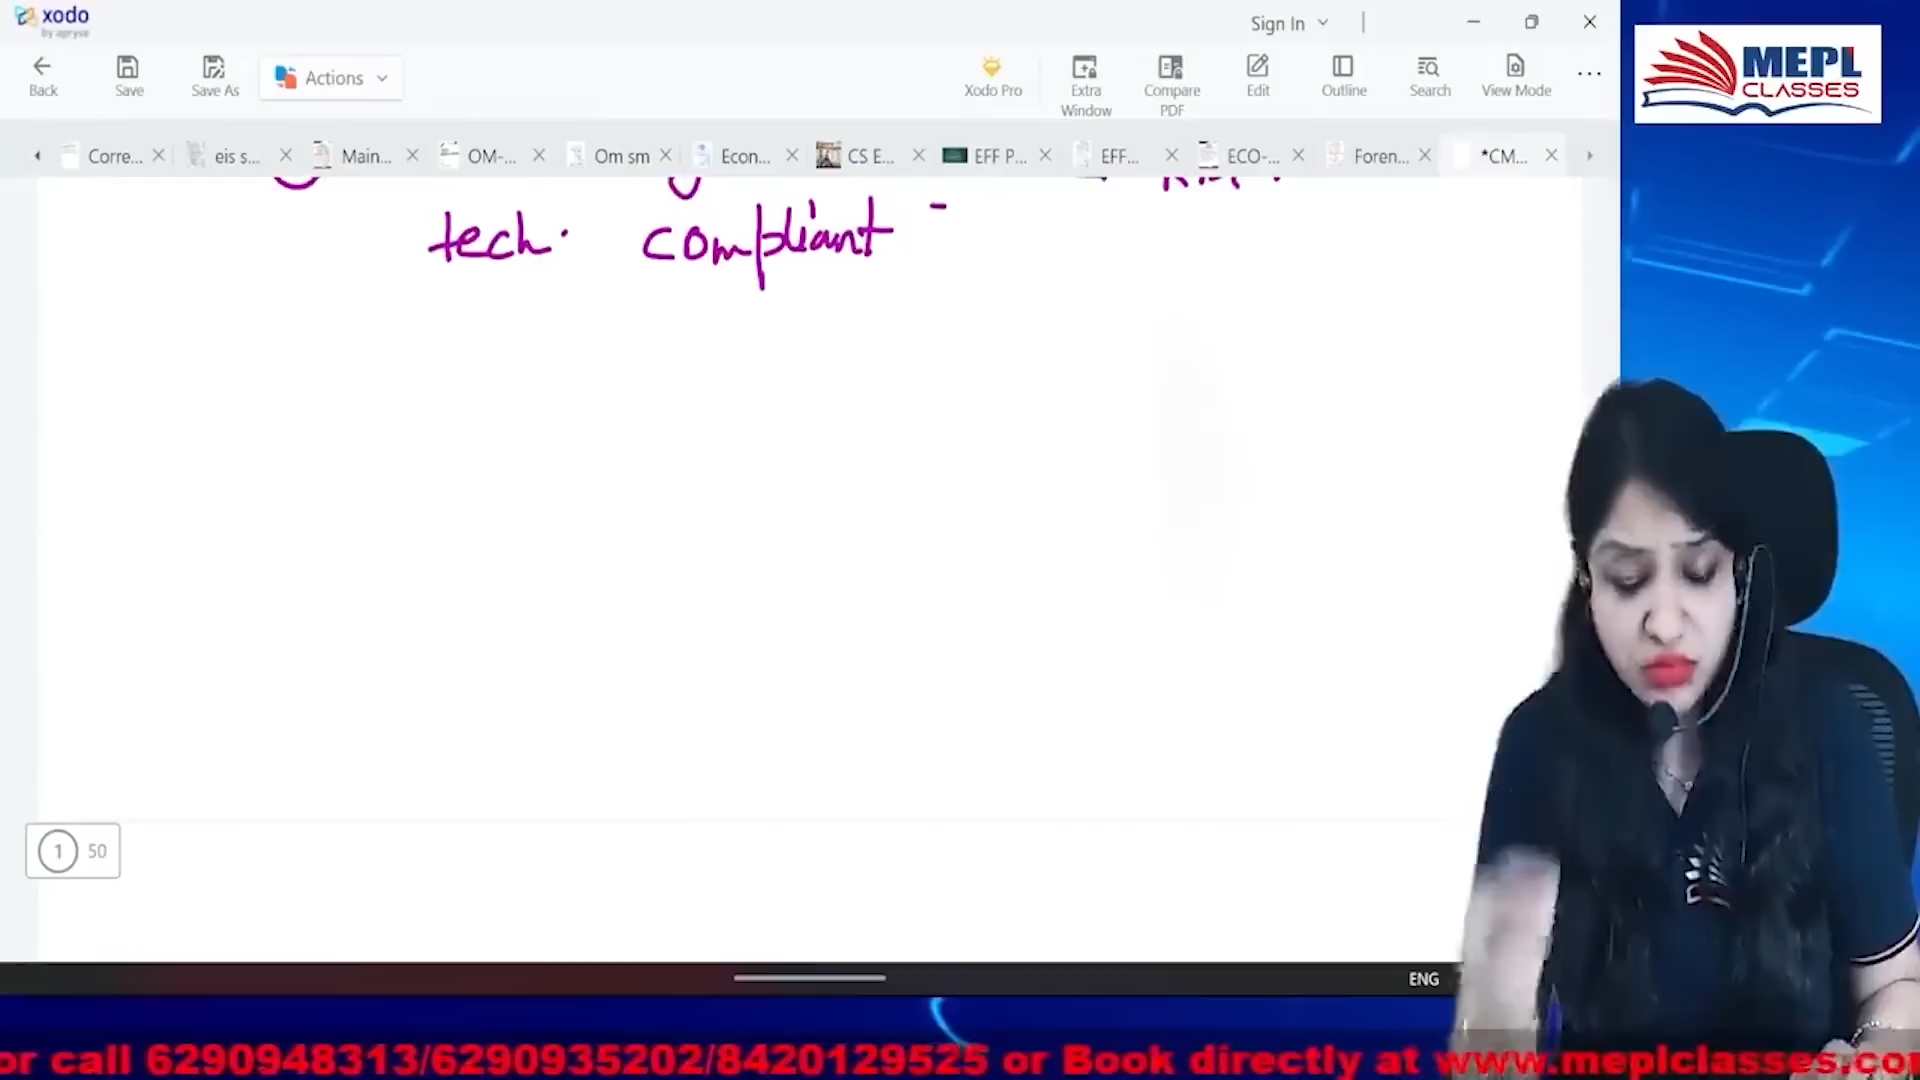 xodo
by apryse
Sign In
Back
Save
Save As
Actions
Xodo Pro
Extra Window
Compare PDF
Edit
Outline
Search
View Mode
MEPL
CLASSES
Corre...
eis s...
Main...
OM-...
Om sm
Econ...
CS E...
EFF P...
EFF...
ECO-...
Foren...
*CM...
tech. compliant -
1 50
ENG
or call 6290948313/6290935202/8420129525 or Book directly at www.meplclasses.co